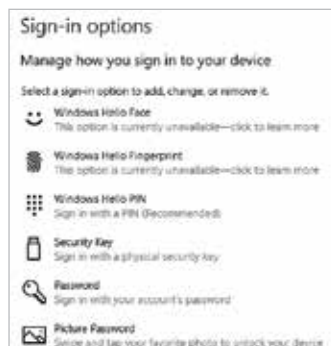 Sign-in options
Manage how you sign in to your device
Select a sign-in option to add, change, or remove it.
Windows Hello Face
This option is currently unavailable—click to learn more
Windows Hello Fingerprint
This option is currently unavailable—click to learn more
Windows Hello PIN
Sign in with a PIN (Recommended)
Security Key
Sign in with a physical security key
Password
Sign in with your account's password
Picture Password
Swipe and tap your favorite photo to unlock your device